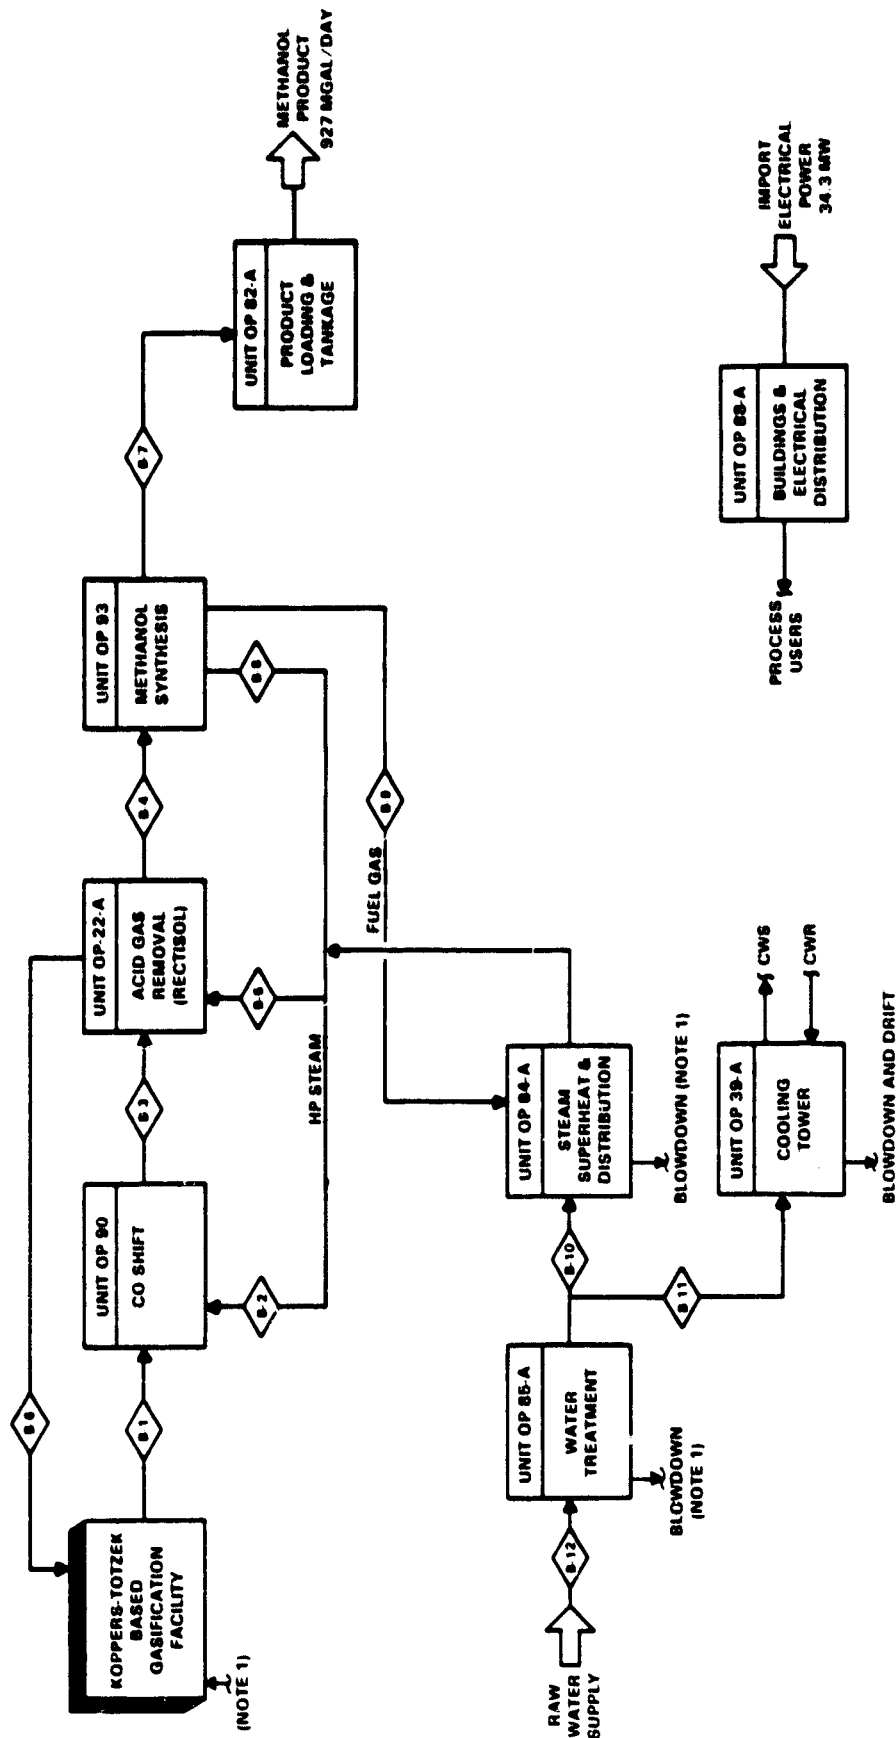 B-6
KOPPERS-TOTZEK
BASED
GASIFICATION
FACILITY
(NOTE 1)
B-1
UNIT OP 90
CO SHIFT
B-2
B-3
UNIT OP-22-A
ACID GAS
REMOVAL
(RECTISOL)
B-5
HP STEAM
B-4
UNIT OP 93
METHANOL
SYNTHESIS
B-8
B-9
FUEL GAS
B-7
UNIT OP 82-A
PRODUCT
LOADING &
TANKAGE
METHANOL
PRODUCT
927 MGAL/DAY
RAW
WATER
SUPPLY
B-12
UNIT OP 85-A
WATER
TREATMENT
BLOWDOWN
(NOTE 1)
B-10
B-11
UNIT OP 84-A
STEAM
SUPERHEAT &
DISTRIBUTION
BLOWDOWN (NOTE 1)
UNIT OP 39-A
COOLING
TOWER
CWS
CWR
BLOWDOWN AND DRIFT
PROCESS
USERS
UNIT OP 88-A
BUILDINGS &
ELECTRICAL
DISTRIBUTION
IMPORT
ELECTRICAL
POWER
34.3 MW